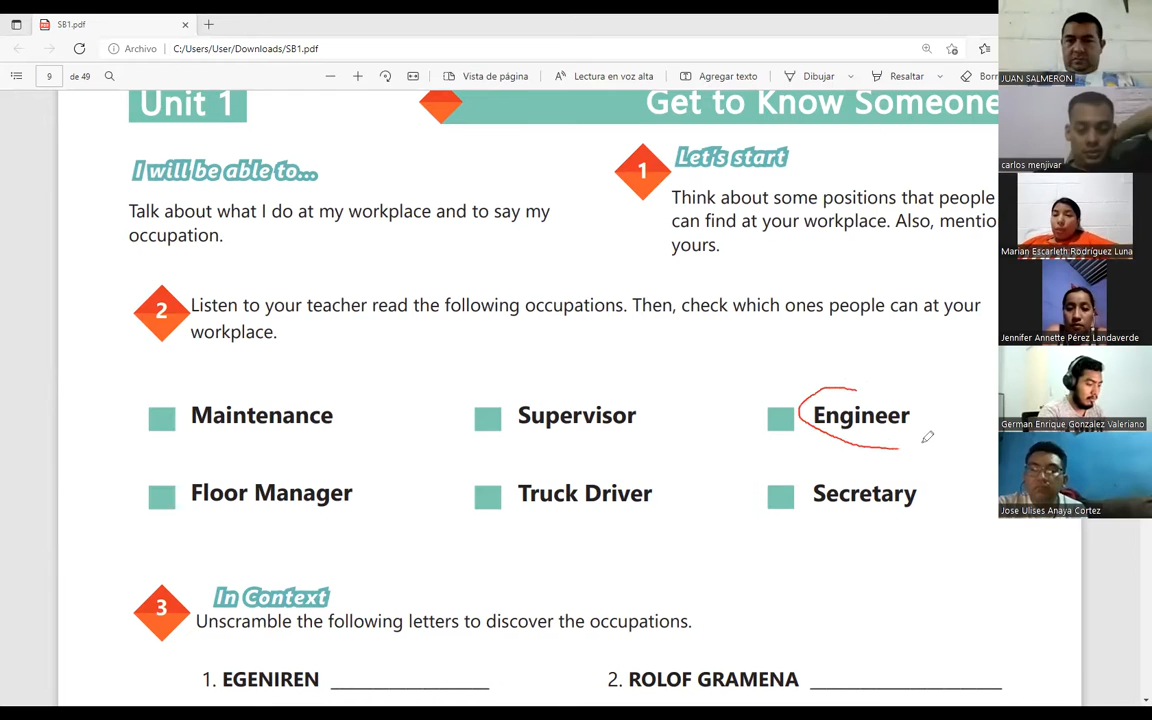 SB1.pdf
Archivo C:/Users/User/Downloads/SB1.pdf
9 de 49 Vista de página Lectura en voz alta Agregar texto Dibujar Resaltar Borr
Unit 1 Get to Know Someone
I will be able to...
Talk about what I do at my workplace and to say my
occupation.
1 Let's start
Think about some positions that people
can find at your workplace. Also, mentio
yours.
2 Listen to your teacher read the following occupations. Then, check which ones people can at your
workplace.
Maintenance Supervisor Engineer
Floor Manager Truck Driver Secretary
3 In Context
Unscramble the following letters to discover the occupations.
1. EGENIREN ________________ 2. ROLOF GRAMENA ___________________
JUAN SALMERON
carlos menjivar
Marian Escarleth Rodríguez Luna
Jennifer Annette Pérez Landaverde
German Enrique Gonzalez Valeriano
Jose Ulises Anaya Cortez